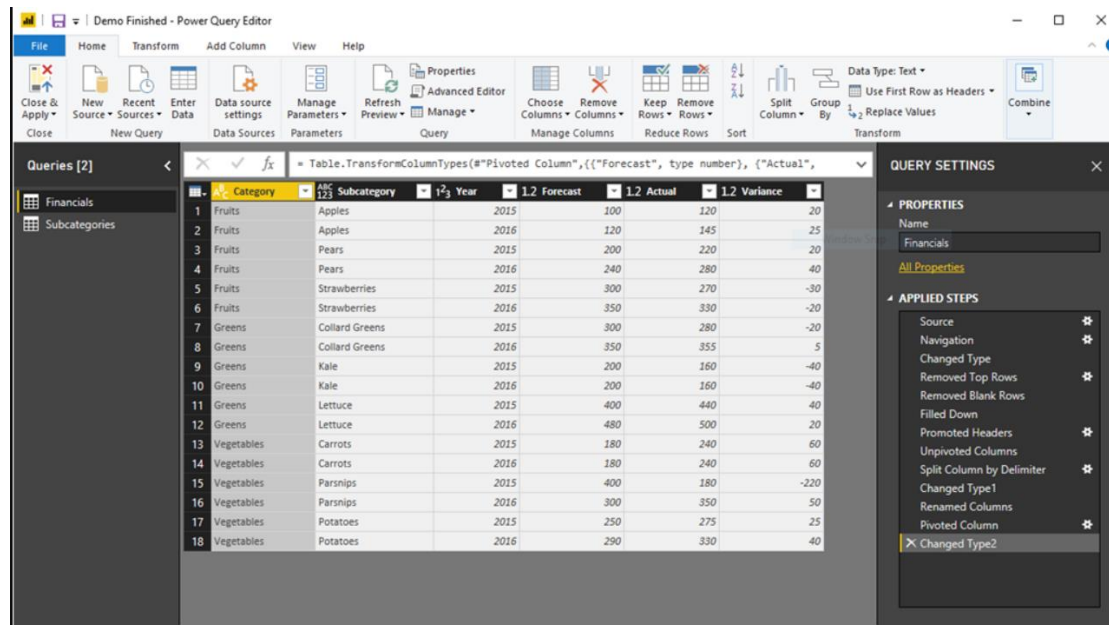 Demo Finished - Power Query Editor
File Home Transform Add Column View Help
Close & Apply
New Source
Recent Sources
Enter Data
Data source settings
Manage Parameters
Refresh Preview
Properties
Advanced Editor
Manage
Choose Columns
Remove Columns
Keep Rows
Remove Rows
Split Column
Group By
Data Type: Text
Use First Row as Headers
Replace Values
Combine
Close New Query Data Sources Parameters Query Manage Columns Reduce Rows Sort Transform
Queries [2]
Financials
Subcategories
fx = Table.TransformColumnTypes(#"Pivoted Column",{{"Forecast", type number}, {"Actual",
ABC Category ABC 123 Subcategory 123 Year 1.2 Forecast 1.2 Actual 1.2 Variance
1 Fruits Apples 2015 100 120 20
2 Fruits Apples 2016 120 145 25
3 Fruits Pears 2015 200 220 20
4 Fruits Pears 2016 240 280 40
5 Fruits Strawberries 2015 300 270 -30
6 Fruits Strawberries 2016 350 330 -20
7 Greens Collard Greens 2015 300 280 -20
8 Greens Collard Greens 2016 350 355 5
9 Greens Kale 2015 200 160 -40
10 Greens Kale 2016 200 160 -40
11 Greens Lettuce 2015 400 440 40
12 Greens Lettuce 2016 480 500 20
13 Vegetables Carrots 2015 180 240 60
14 Vegetables Carrots 2016 180 240 60
15 Vegetables Parsnips 2015 400 180 -220
16 Vegetables Parsnips 2016 300 350 50
17 Vegetables Potatoes 2015 250 275 25
18 Vegetables Potatoes 2016 290 330 40
QUERY SETTINGS
PROPERTIES
Name
Financials
All Properties
APPLIED STEPS
Source
Navigation
Changed Type
Removed Top Rows
Removed Blank Rows
Filled Down
Promoted Headers
Unpivoted Columns
Split Column by Delimiter
Changed Type1
Renamed Columns
Pivoted Column
Changed Type2